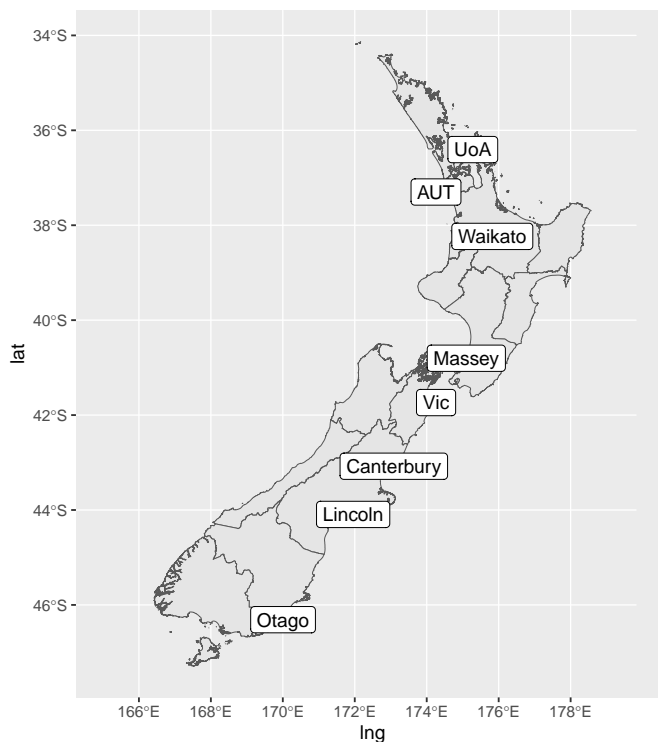 34°S
36°S
UoA
AUT
38°S
Waikato
40°S
lat
Massey
42°S
Vic
Canterbury
44°S
Lincoln
46°S
Otago
166°E 168°E 170°E 172°E 174°E 176°E 178°E
lng